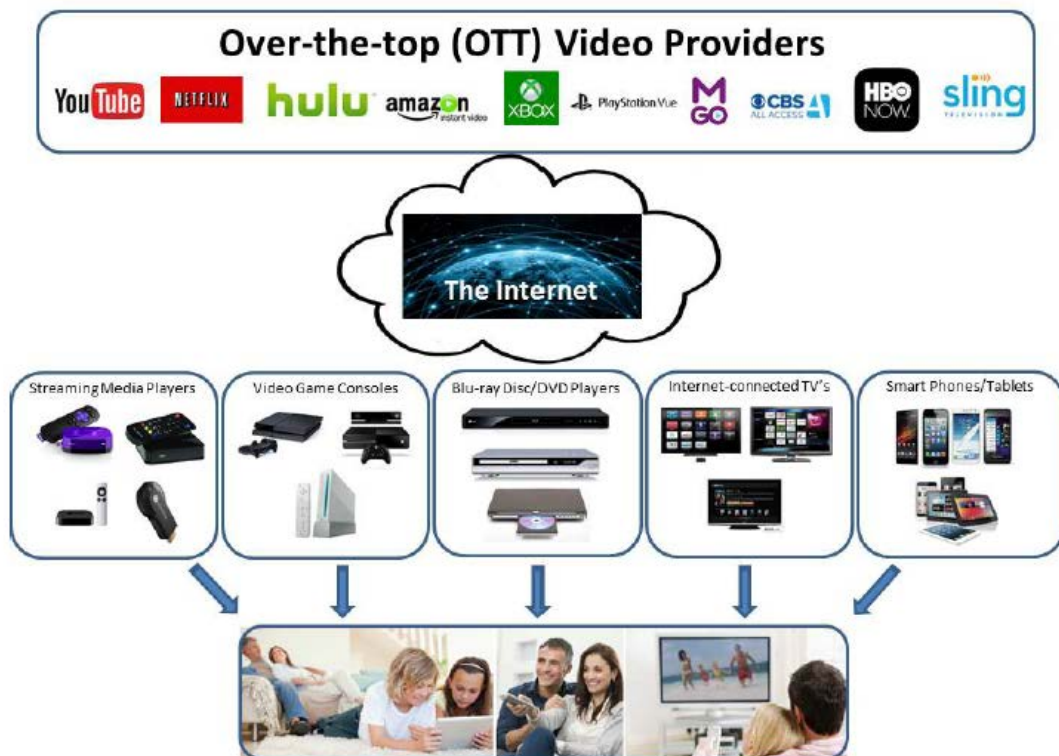 Over-the-top (OTT) Video Providers
YouTube NETFLIX hulu amazon instant video XBOX PlayStation Vue M GO CBS ALL ACCESS HBO NOW sling TELEVISION
The Internet
Streaming Media Players Video Game Consoles Blu-ray Disc/DVD Players Internet-connected TV's Smart Phones/Tablets